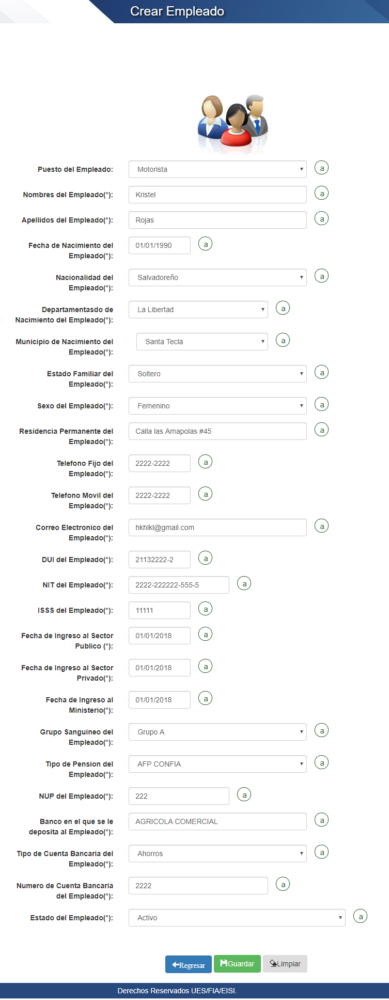 Crear Empleado
Puesto del Empleado: Motorista a
Nombres del Empleado(*): Kristel a
Apellidos del Empleado(*): Rojas a
Fecha de Nacimiento del 01/01/1990 a
Empleado(*):
Nacionalidad del Salvadoreño a
Empleado(*):
Departamentasdo de La Libertad a
Nacimiento del Empleado(*):
Municipio de Nacimiento del Santa Tecla a
Empleado(*):
Estado Familiar del Soltero a
Empleado(*):
Sexo del Empleado(*): Femenino a
Residencia Permanente del Calla las Amapolas #45 a
Empleado(*):
Telefono Fijo del 2222-2222 a
Empleado(*):
Telefono Movil del 2222-2222 a
Empleado(*):
Correo Electronico del hkhlkl@gmail.com a
Empleado(*):
DUI del Empleado(*): 21132222-2 a
NIT del Empleado(*): 2222-222222-555-5 a
ISSS del Empleado(*): 11111 a
Fecha de Ingreso al Sector 01/01/2018 a
Publico (*):
Fecha de Ingreso al Sector 01/01/2018 a
Privado(*):
Fecha de Ingreso al 01/01/2018 a
Ministerio(*):
Grupo Sanguineo del Grupo A a
Empleado(*):
Tipo de Pension del AFP CONFIA a
Empleado(*):
NUP del Empleado(*): 222 a
Banco en el que se le AGRICOLA COMERCIAL a
deposita al Empleado(*):
Tipo de Cuenta Bancaria del Ahorros a
Empleado(*):
Numero de Cuenta Bancaria 2222 a
del Empleado(*):
Estado del Empleado(*): Activo a
Regresar Guardar Limpiar
Derechos Reservados UES/FIA/EISI.